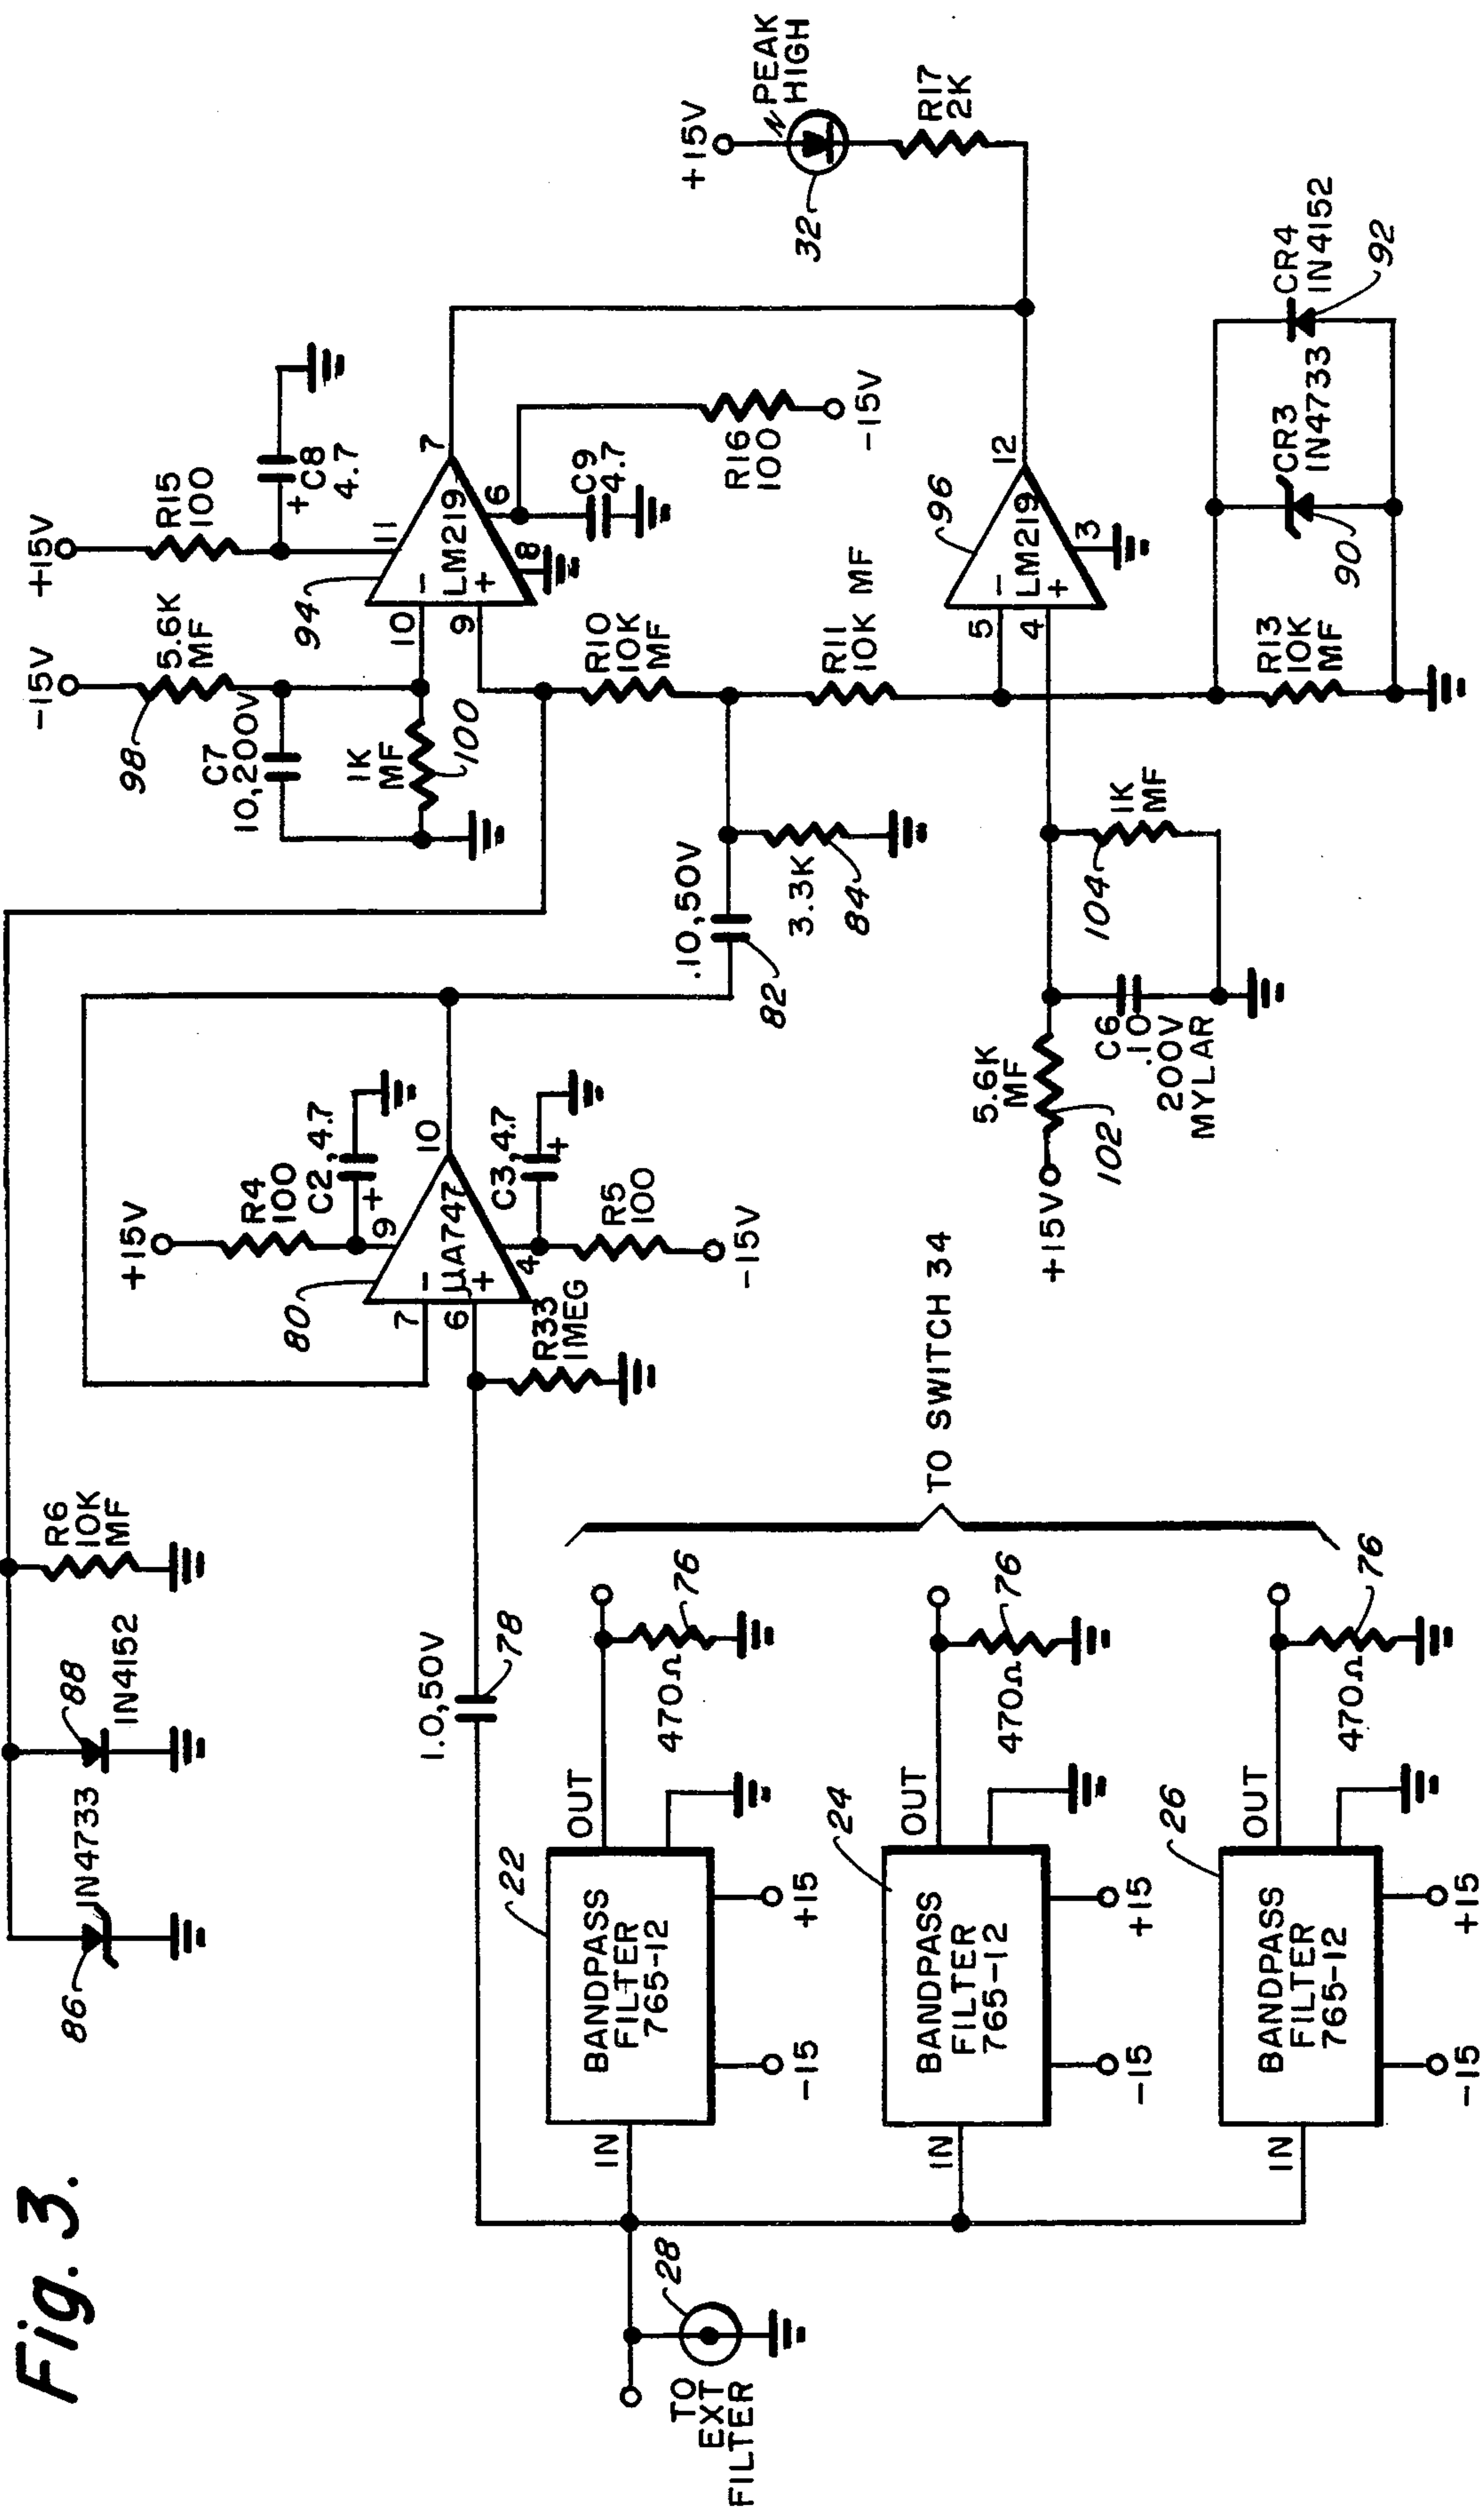 Fig. 3.
86
1N4733
88
1N4152
R6
10K
MF
+15V
R4
100
C2, 4.7
+
9
80
7
6
-
+
µA747
10
4
C3, 4.7
+
R5
100
-15V
R33
1MEG
1.0, 50V
78
-15V
5.6K
MF
98
C7
10,200V
1K
MF
100
+15V
R15
100
+
C8
4.7
11
94
10
9
-
+
LM219
7
6
8
C9
4.7
R16
100
-15V
R10
10K
MF
.10, 50V
82
3.3K
84
R11
10K MF
+15V
PEAK
HIGH
32
R17
2K
96
5
4
-
+
LM219
12
3
+15V
5.6K
MF
102
C6
.10
200V
MYLAR
104
1K
MF
R13
10K
MF
90
CR3
1N4733
CR4
1N4152
92
TO
EXT
FILTER
28
IN
BANDPASS
FILTER
765-12
22
OUT
-15
+15
470Ω
76
IN
BANDPASS
FILTER
765-12
24
OUT
-15
+15
470Ω
76
IN
BANDPASS
FILTER
765-12
26
OUT
-15
+15
470Ω
76
TO SWITCH 34